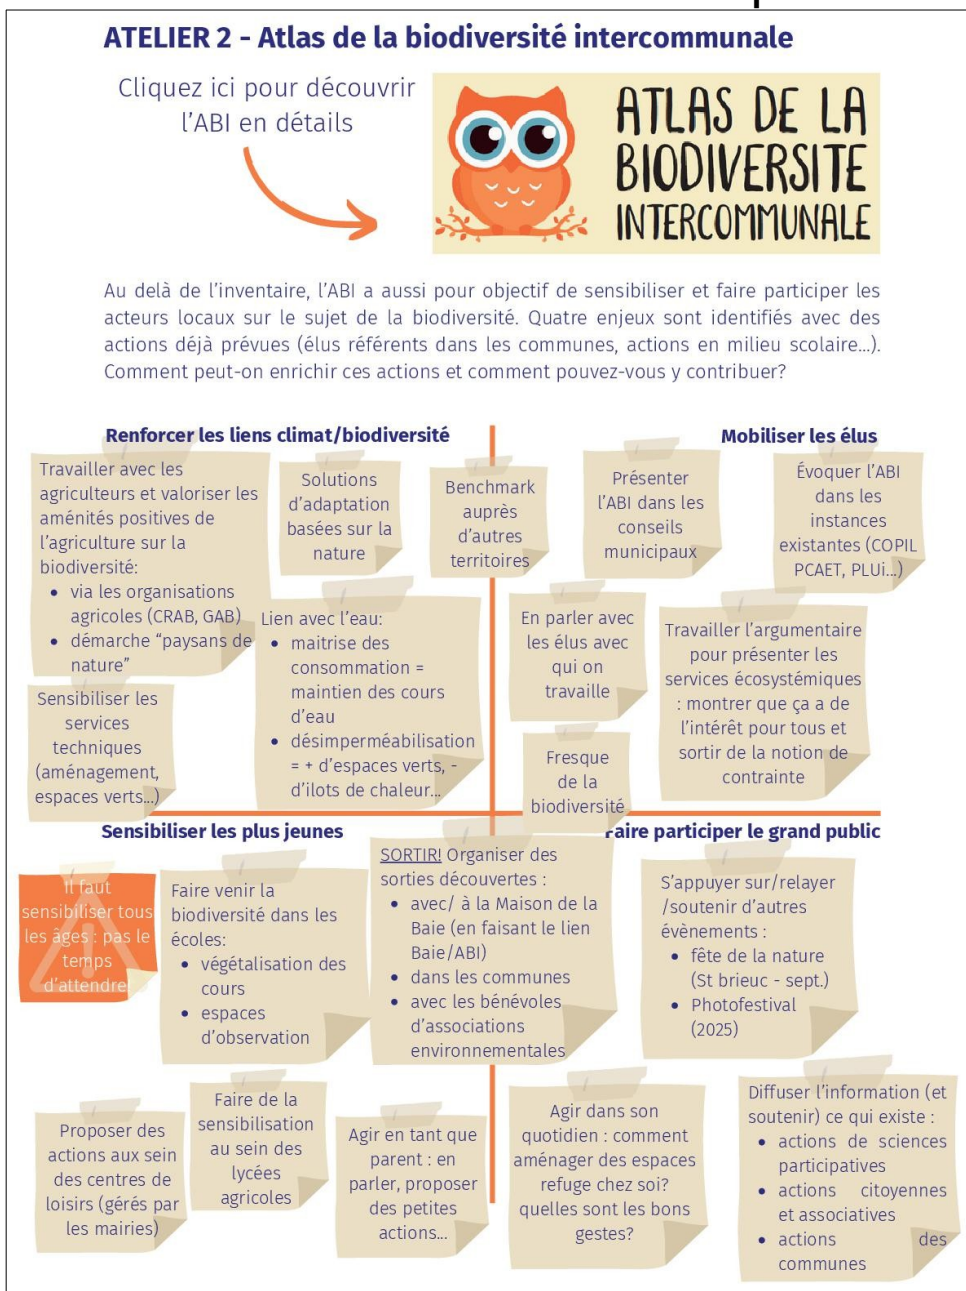 ATELIER 2 - Atlas de la biodiversité intercommunale
Cliquez ici pour découvrir
l'ABI en détails
ATLAS DE LA
BIODIVERSITE
INTERCOMMUNALE
Au delà de l'inventaire, l'ABI a aussi pour objectif de sensibiliser et faire participer les
acteurs locaux sur le sujet de la biodiversité. Quatre enjeux sont identifiés avec des
actions déjà prévues (élus référents dans les communes, actions en milieu scolaire...).
Comment peut-on enrichir ces actions et comment pouvez-vous y contribuer?
Renforcer les liens climat/biodiversité
Travailler avec les
agriculteurs et valoriser les
aménités positives de
l'agriculture sur la
biodiversité:
• via les organisations
agricoles (CRAB, GAB)
• démarche "paysans de
nature"
Solutions
d'adaptation
basées sur la
nature
Benchmark
auprès
d'autres
territoires
Lien avec l'eau:
• maitrise des
consommation =
maintien des cours
d'eau
• désimperméabilisation
= + d'espaces verts, -
d'ilots de chaleur...
Sensibiliser les
services
techniques
(aménagement,
espaces verts...)
Mobiliser les élus
Présenter
l'ABI dans les
conseils
municipaux
Évoquer l'ABI
dans les
instances
existantes (COPIL
PCAET, PLUi...)
En parler avec
les élus avec
qui on
travaille
Travailler l'argumentaire
pour présenter les
services écosystémiques
: montrer que ça a de
l'intérêt pour tous et
sortir de la notion de
contrainte
Fresque
de la
biodiversité
Sensibiliser les plus jeunes
Il faut
sensibiliser tous
les âges : pas le
temps
d'attendre
Faire venir la
biodiversité dans les
écoles:
• végétalisation des
cours
• espaces
d'observation
SORTIR! Organiser des
sorties découvertes :
• avec/ à la Maison de la
Baie (en faisant le lien
Baie/ABI)
• dans les communes
• avec les bénévoles
d'associations
environnementales
Proposer des
actions aux sein
des centres de
loisirs (gérés par
les mairies)
Faire de la
sensibilisation
au sein des
lycées
agricoles
Agir en tant que
parent : en
parler, proposer
des petites
actions...
Faire participer le grand public
S'appuyer sur/relayer
/soutenir d'autres
évènements :
• fête de la nature
(St brieuc - sept.)
• Photofestival
(2025)
Agir dans son
quotidien : comment
aménager des espaces
refuge chez soi?
quelles sont les bons
gestes?
Diffuser l'information (et
soutenir) ce qui existe :
• actions de sciences
participatives
• actions citoyennes
et associatives
• actions des
communes